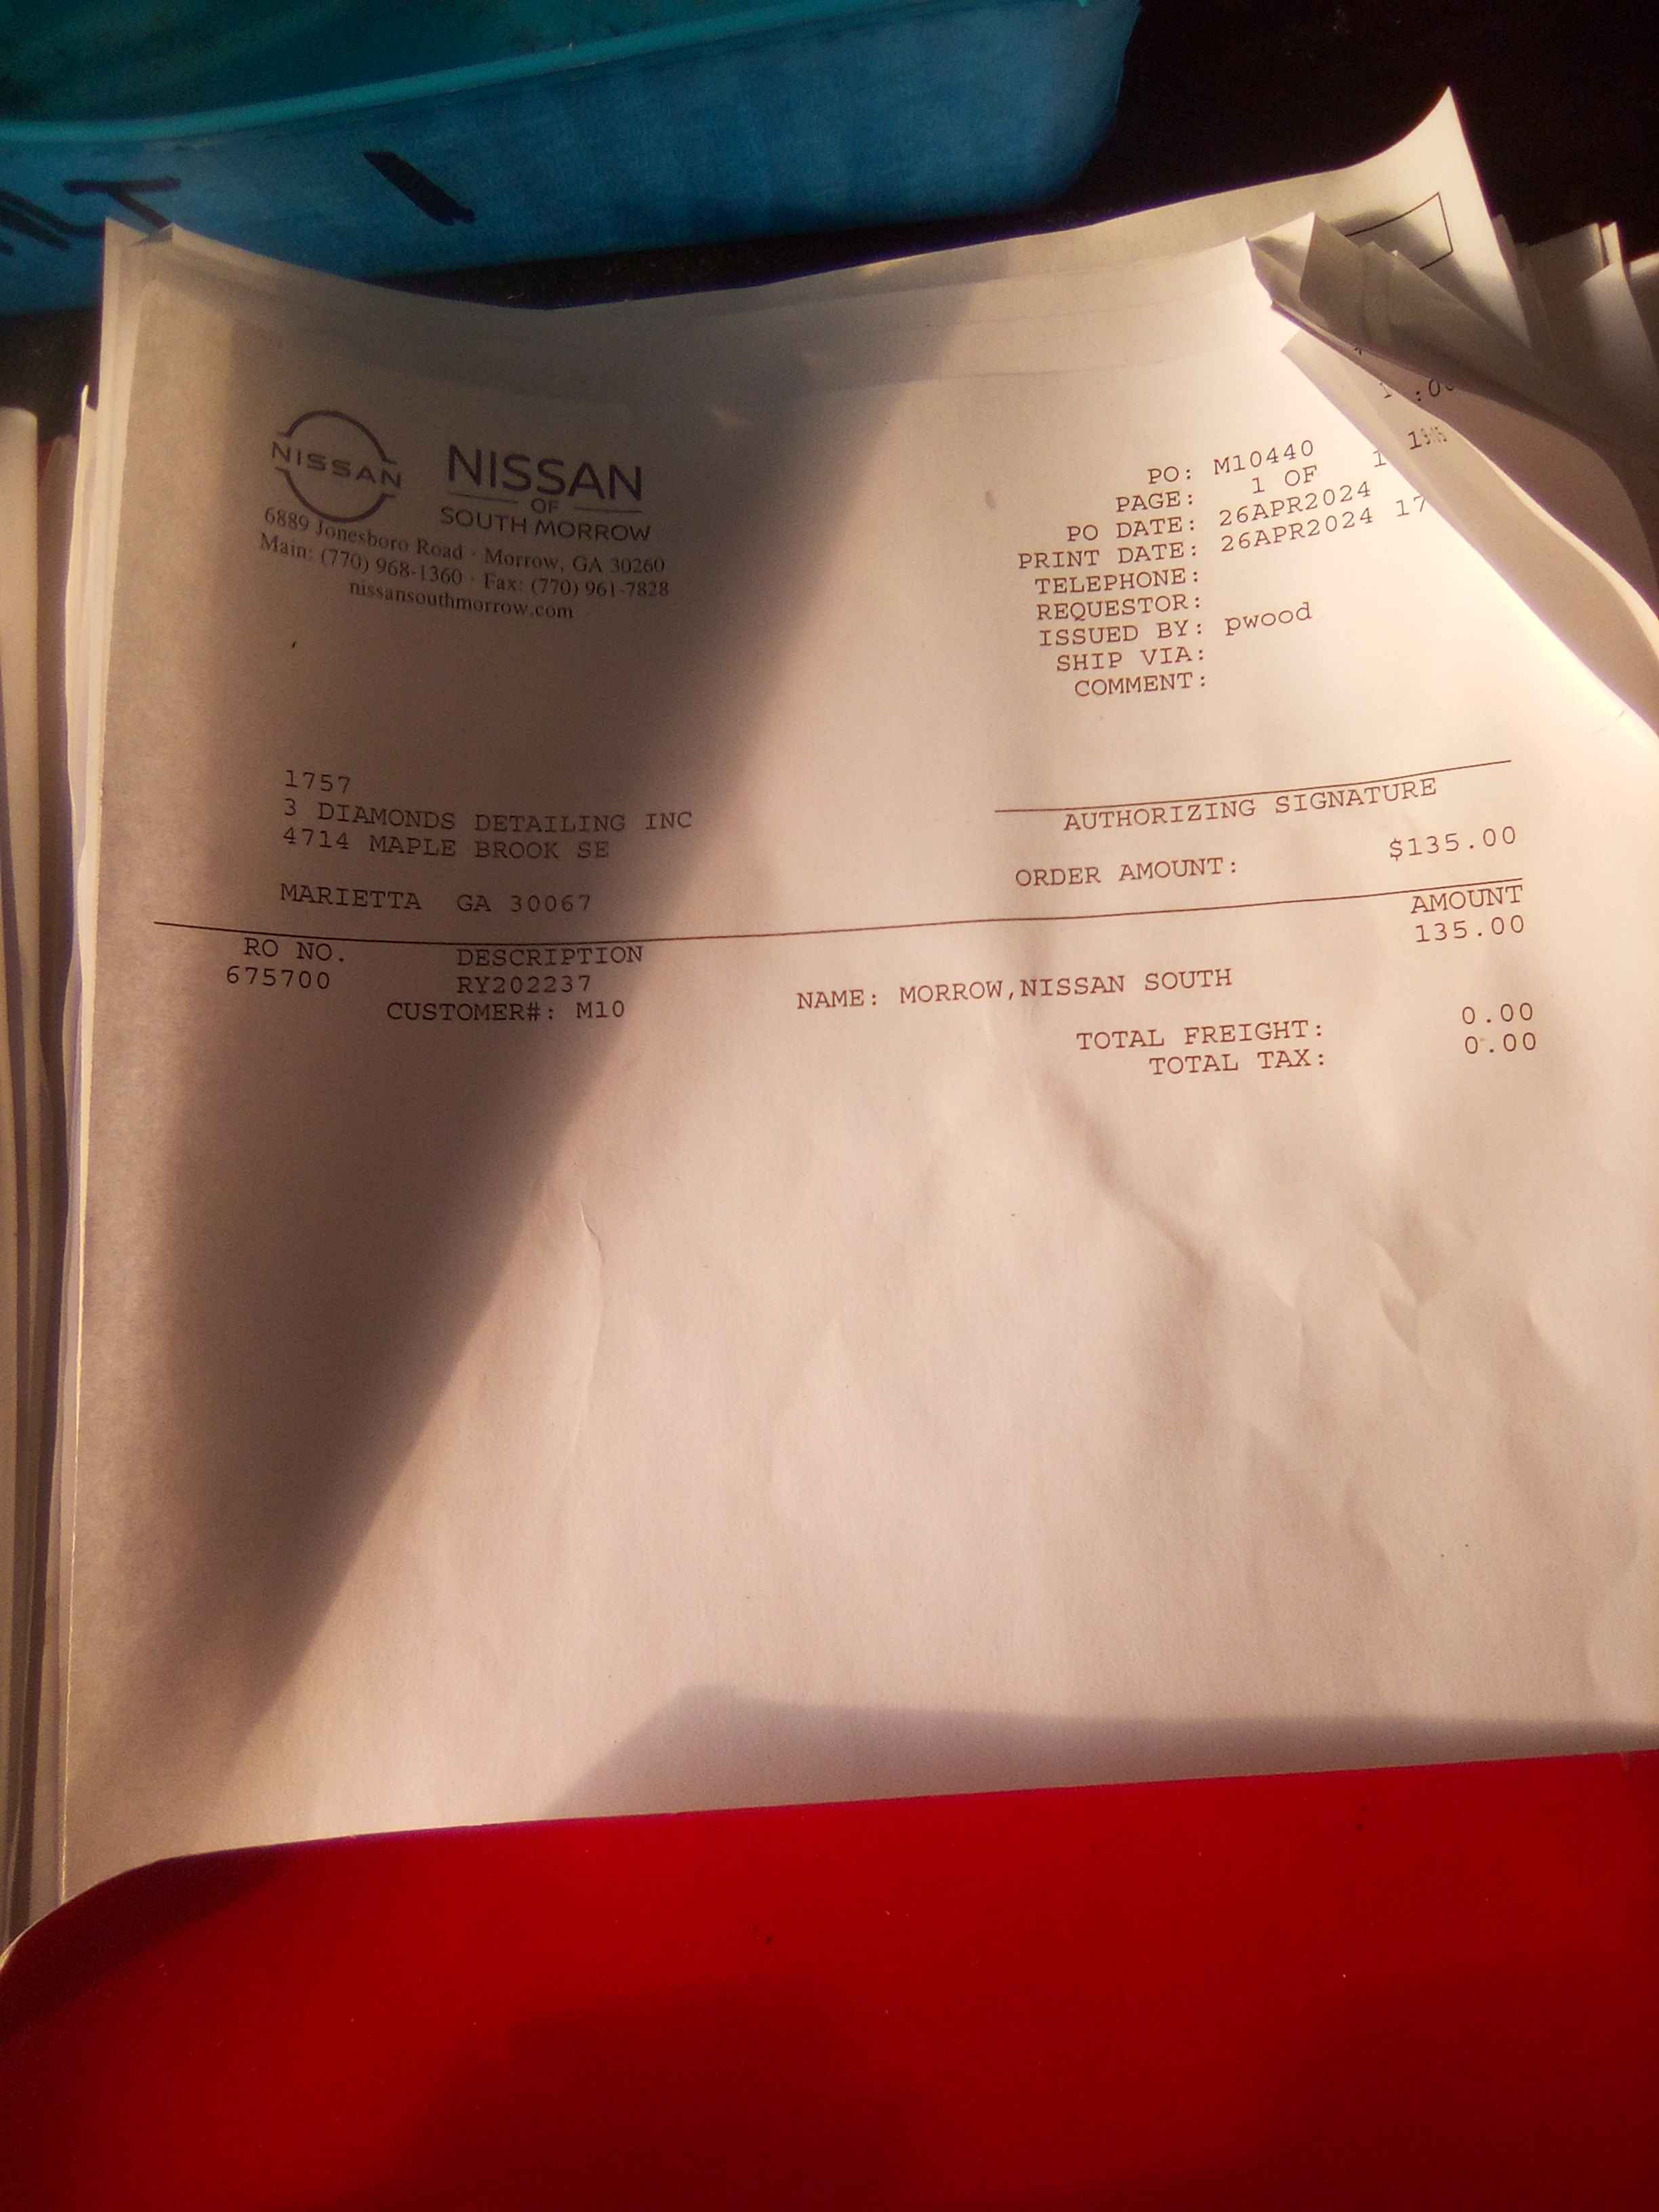 NISSAN
NISSAN
OF
SOUTH MORROW
6889 Jonesboro Road · Morrow, GA 30260
Main: (770) 968-1360 · Fax: (770) 961-7828
nissansouthmorrow.com
PO: M10440
PAGE: 1 OF 1
PO DATE: 26APR2024
PRINT DATE: 26APR2024 17
TELEPHONE:
REQUESTOR:
ISSUED BY: pwood
SHIP VIA:
COMMENT:
1757
3 DIAMONDS DETAILING INC
4714 MAPLE BROOK SE
MARIETTA GA 30067
AUTHORIZING SIGNATURE
ORDER AMOUNT: $135.00
RO NO. DESCRIPTION AMOUNT
675700 RY202237 135.00
CUSTOMER#: M10 NAME: MORROW,NISSAN SOUTH
TOTAL FREIGHT: 0.00
TOTAL TAX: 0.00